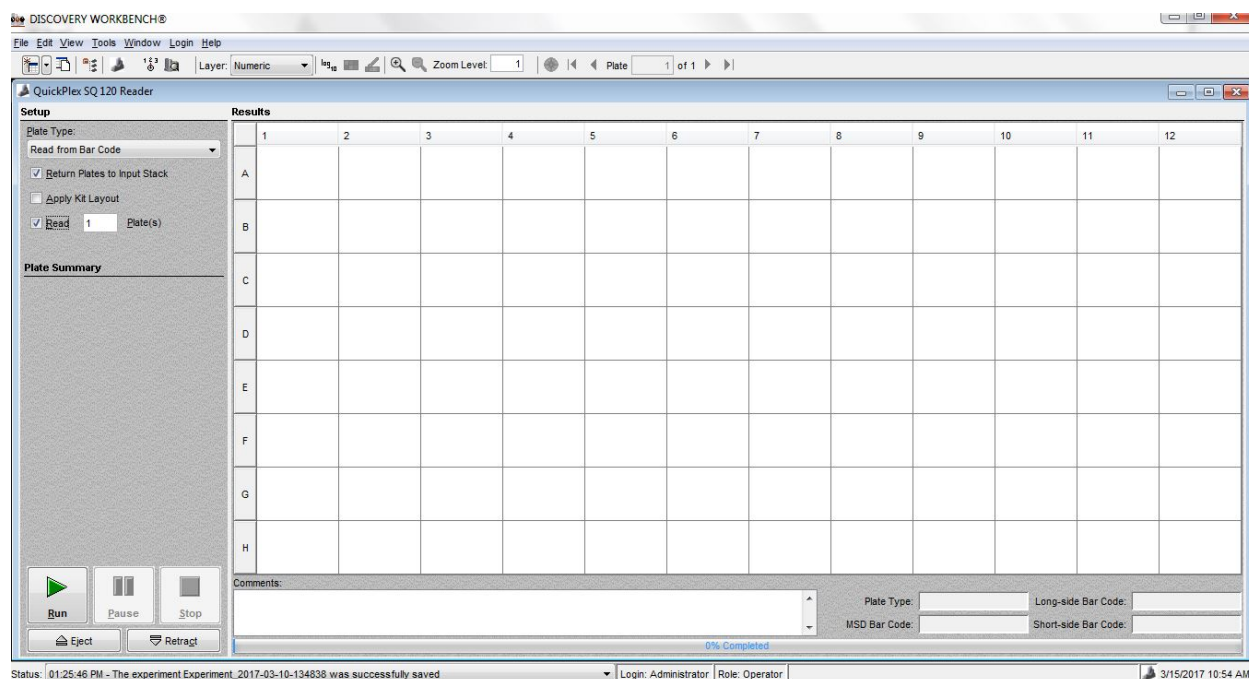 DISCOVERY WORKBENCH®
File Edit View Tools Window Login Help
Layer: Numeric log10 Zoom Level: 1 Plate 1 of 1
QuickPlex SQ 120 Reader
Setup
Results
Plate Type:
Read from Bar Code
Return Plates to Input Stack
Apply Kit Layout
Read 1 Plate(s)
Plate Summary
1 2 3 4 5 6 7 8 9 10 11 12
A
B
C
D
E
F
G
H
Run Pause Stop
Eject Retract
Comments:
Plate Type: Long-side Bar Code:
MSD Bar Code: Short-side Bar Code:
0% Completed
Status: 01:25:46 PM - The experiment Experiment_2017-03-10-134838 was successfully saved Login: Administrator Role: Operator 3/15/2017 10:54 AM